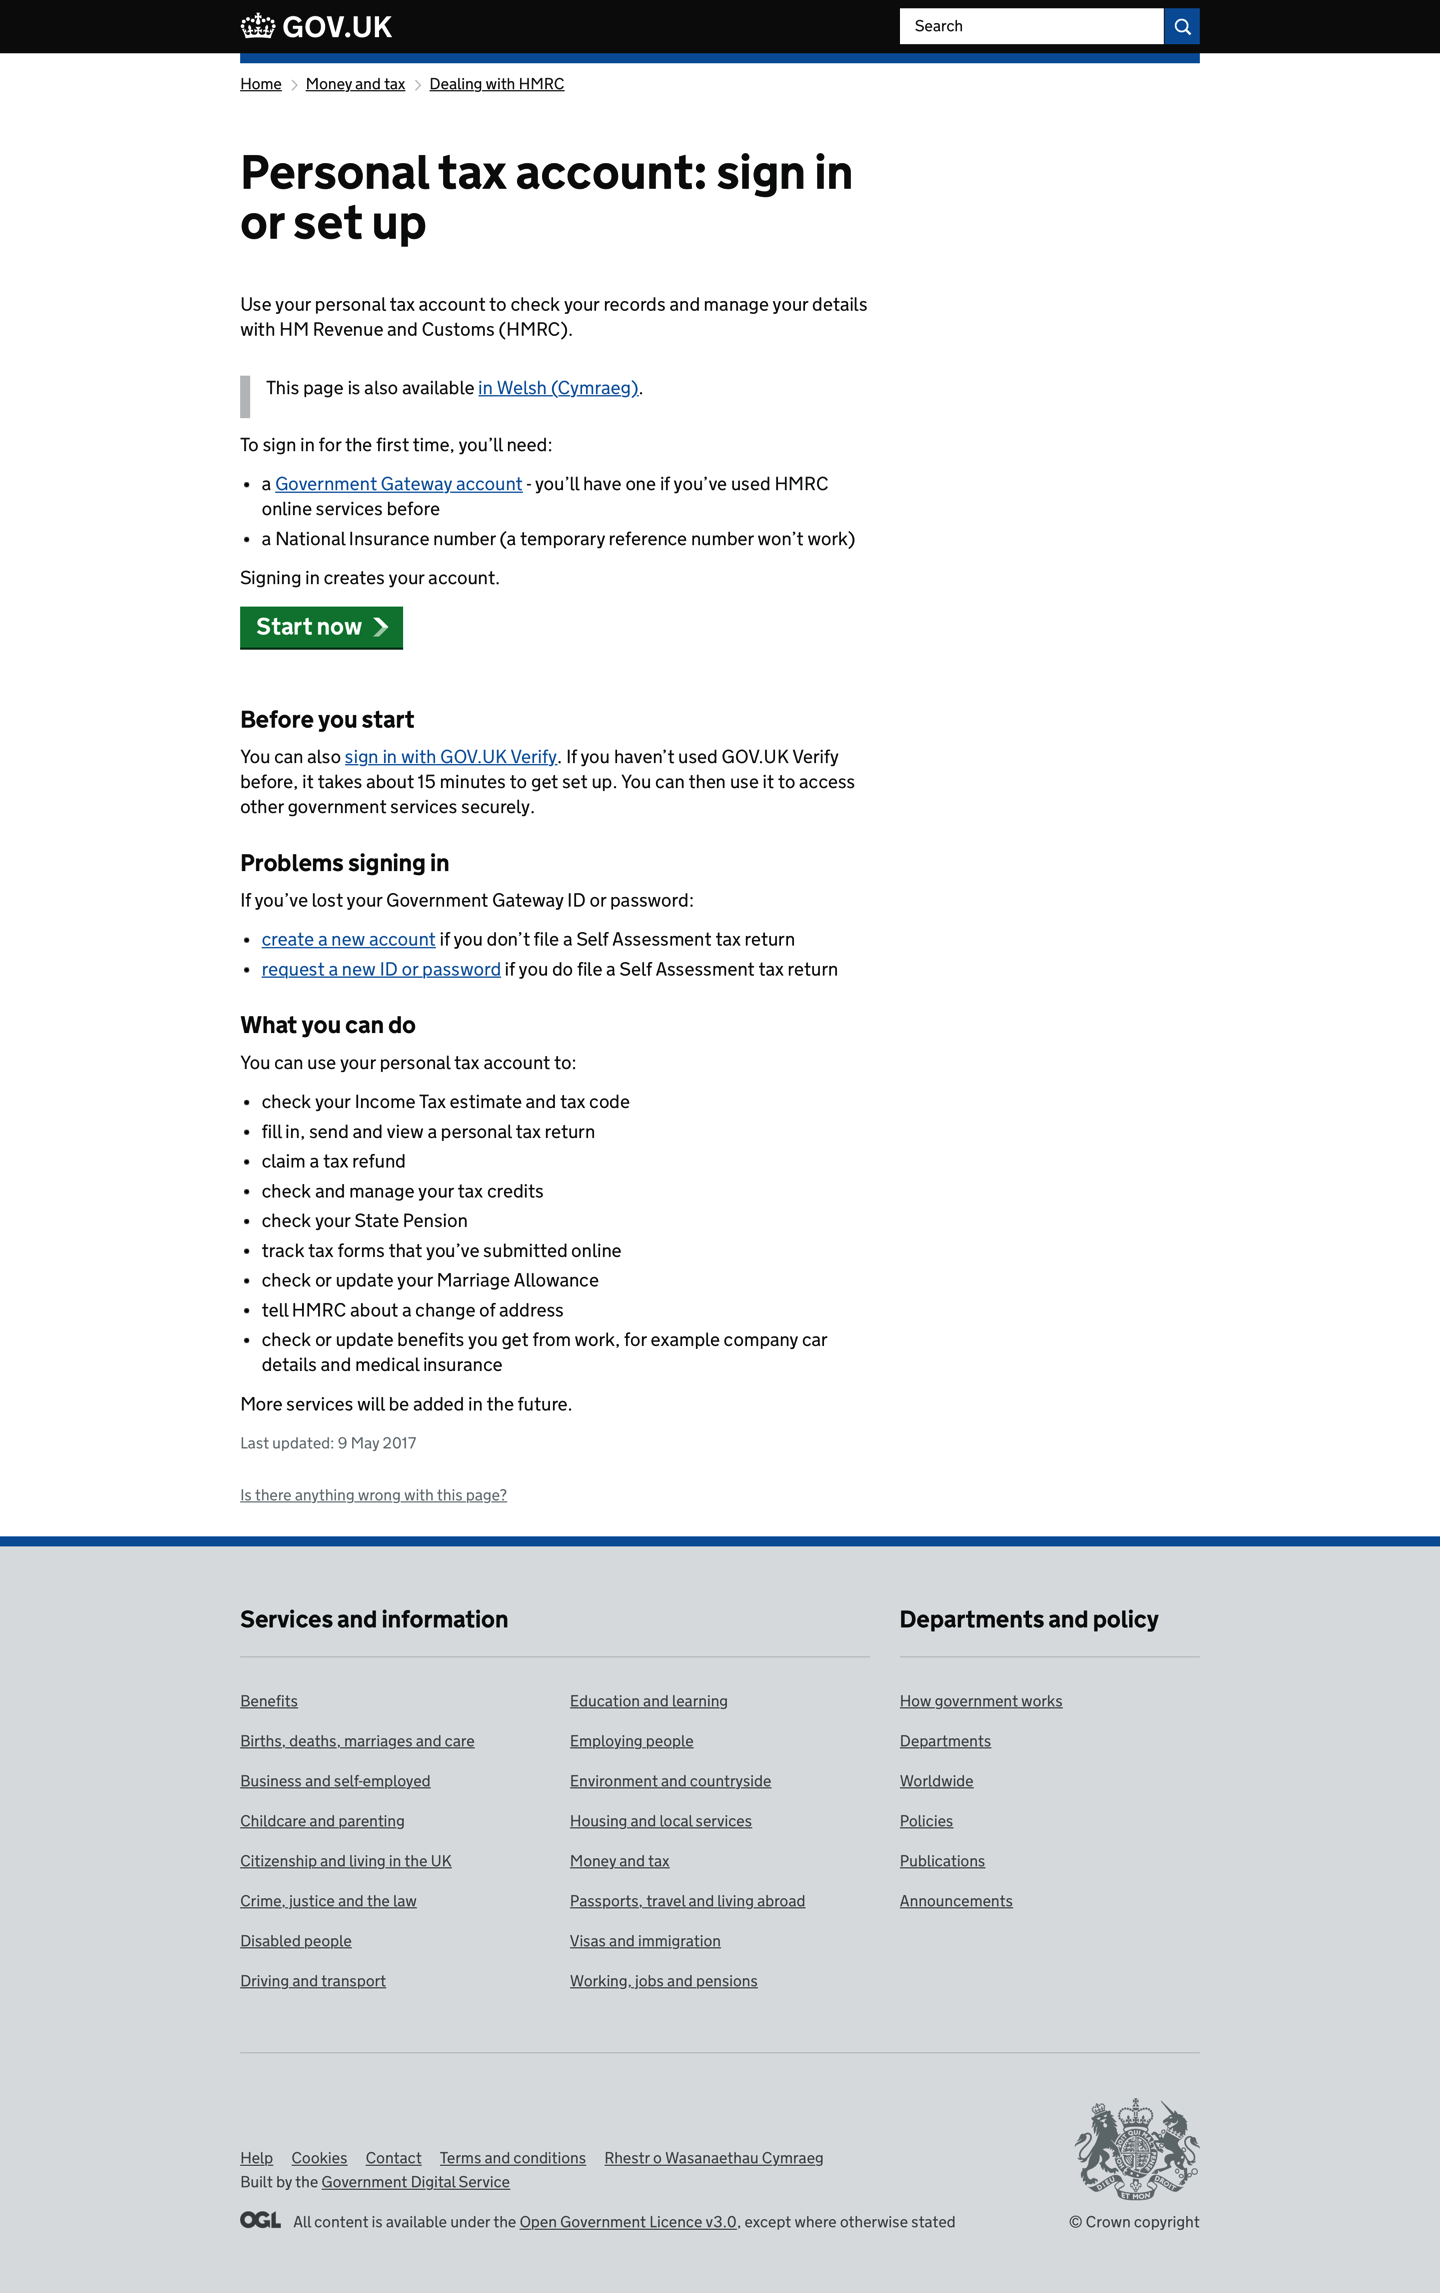 GOV.UK
Search
Home
Money and tax
Dealing with HMRC
Personal tax account: sign in
or set up
Use your personal tax account to check your records and manage your details
with HM Revenue and Customs (HMRC).
This page is also available in Welsh (Cymraeg).
To sign in for the first time, you’ll need:
• a Government Gateway account - you’ll have one if you’ve used HMRC
online services before
• a National Insurance number (a temporary reference number won’t work)
Signing in creates your account.
Start now
Before you start
You can also sign in with GOV.UK Verify. If you haven’t used GOV.UK Verify
before, it takes about 15 minutes to get set up. You can then use it to access
other government services securely.
Problems signing in
If you’ve lost your Government Gateway ID or password:
• create a new account if you don’t file a Self Assessment tax return
• request a new ID or password if you do file a Self Assessment tax return
What you can do
You can use your personal tax account to:
• check your Income Tax estimate and tax code
• fill in, send and view a personal tax return
• claim a tax refund
• check and manage your tax credits
• check your State Pension
• track tax forms that you’ve submitted online
• check or update your Marriage Allowance
• tell HMRC about a change of address
• check or update benefits you get from work, for example company car
details and medical insurance
More services will be added in the future.
Last updated: 9 May 2017
Is there anything wrong with this page?
Services and information
Benefits
Births, deaths, marriages and care
Business and self-employed
Childcare and parenting
Citizenship and living in the UK
Crime, justice and the law
Disabled people
Driving and transport
Education and learning
Employing people
Environment and countryside
Housing and local services
Money and tax
Passports, travel and living abroad
Visas and immigration
Working, jobs and pensions
Departments and policy
How government works
Departments
Worldwide
Policies
Publications
Announcements
Help Cookies Contact Terms and conditions Rhestr o Wasanaethau Cymraeg
Built by the Government Digital Service
OGL All content is available under the Open Government Licence v3.0, except where otherwise stated
DIEU ET MON DROIT
© Crown copyright